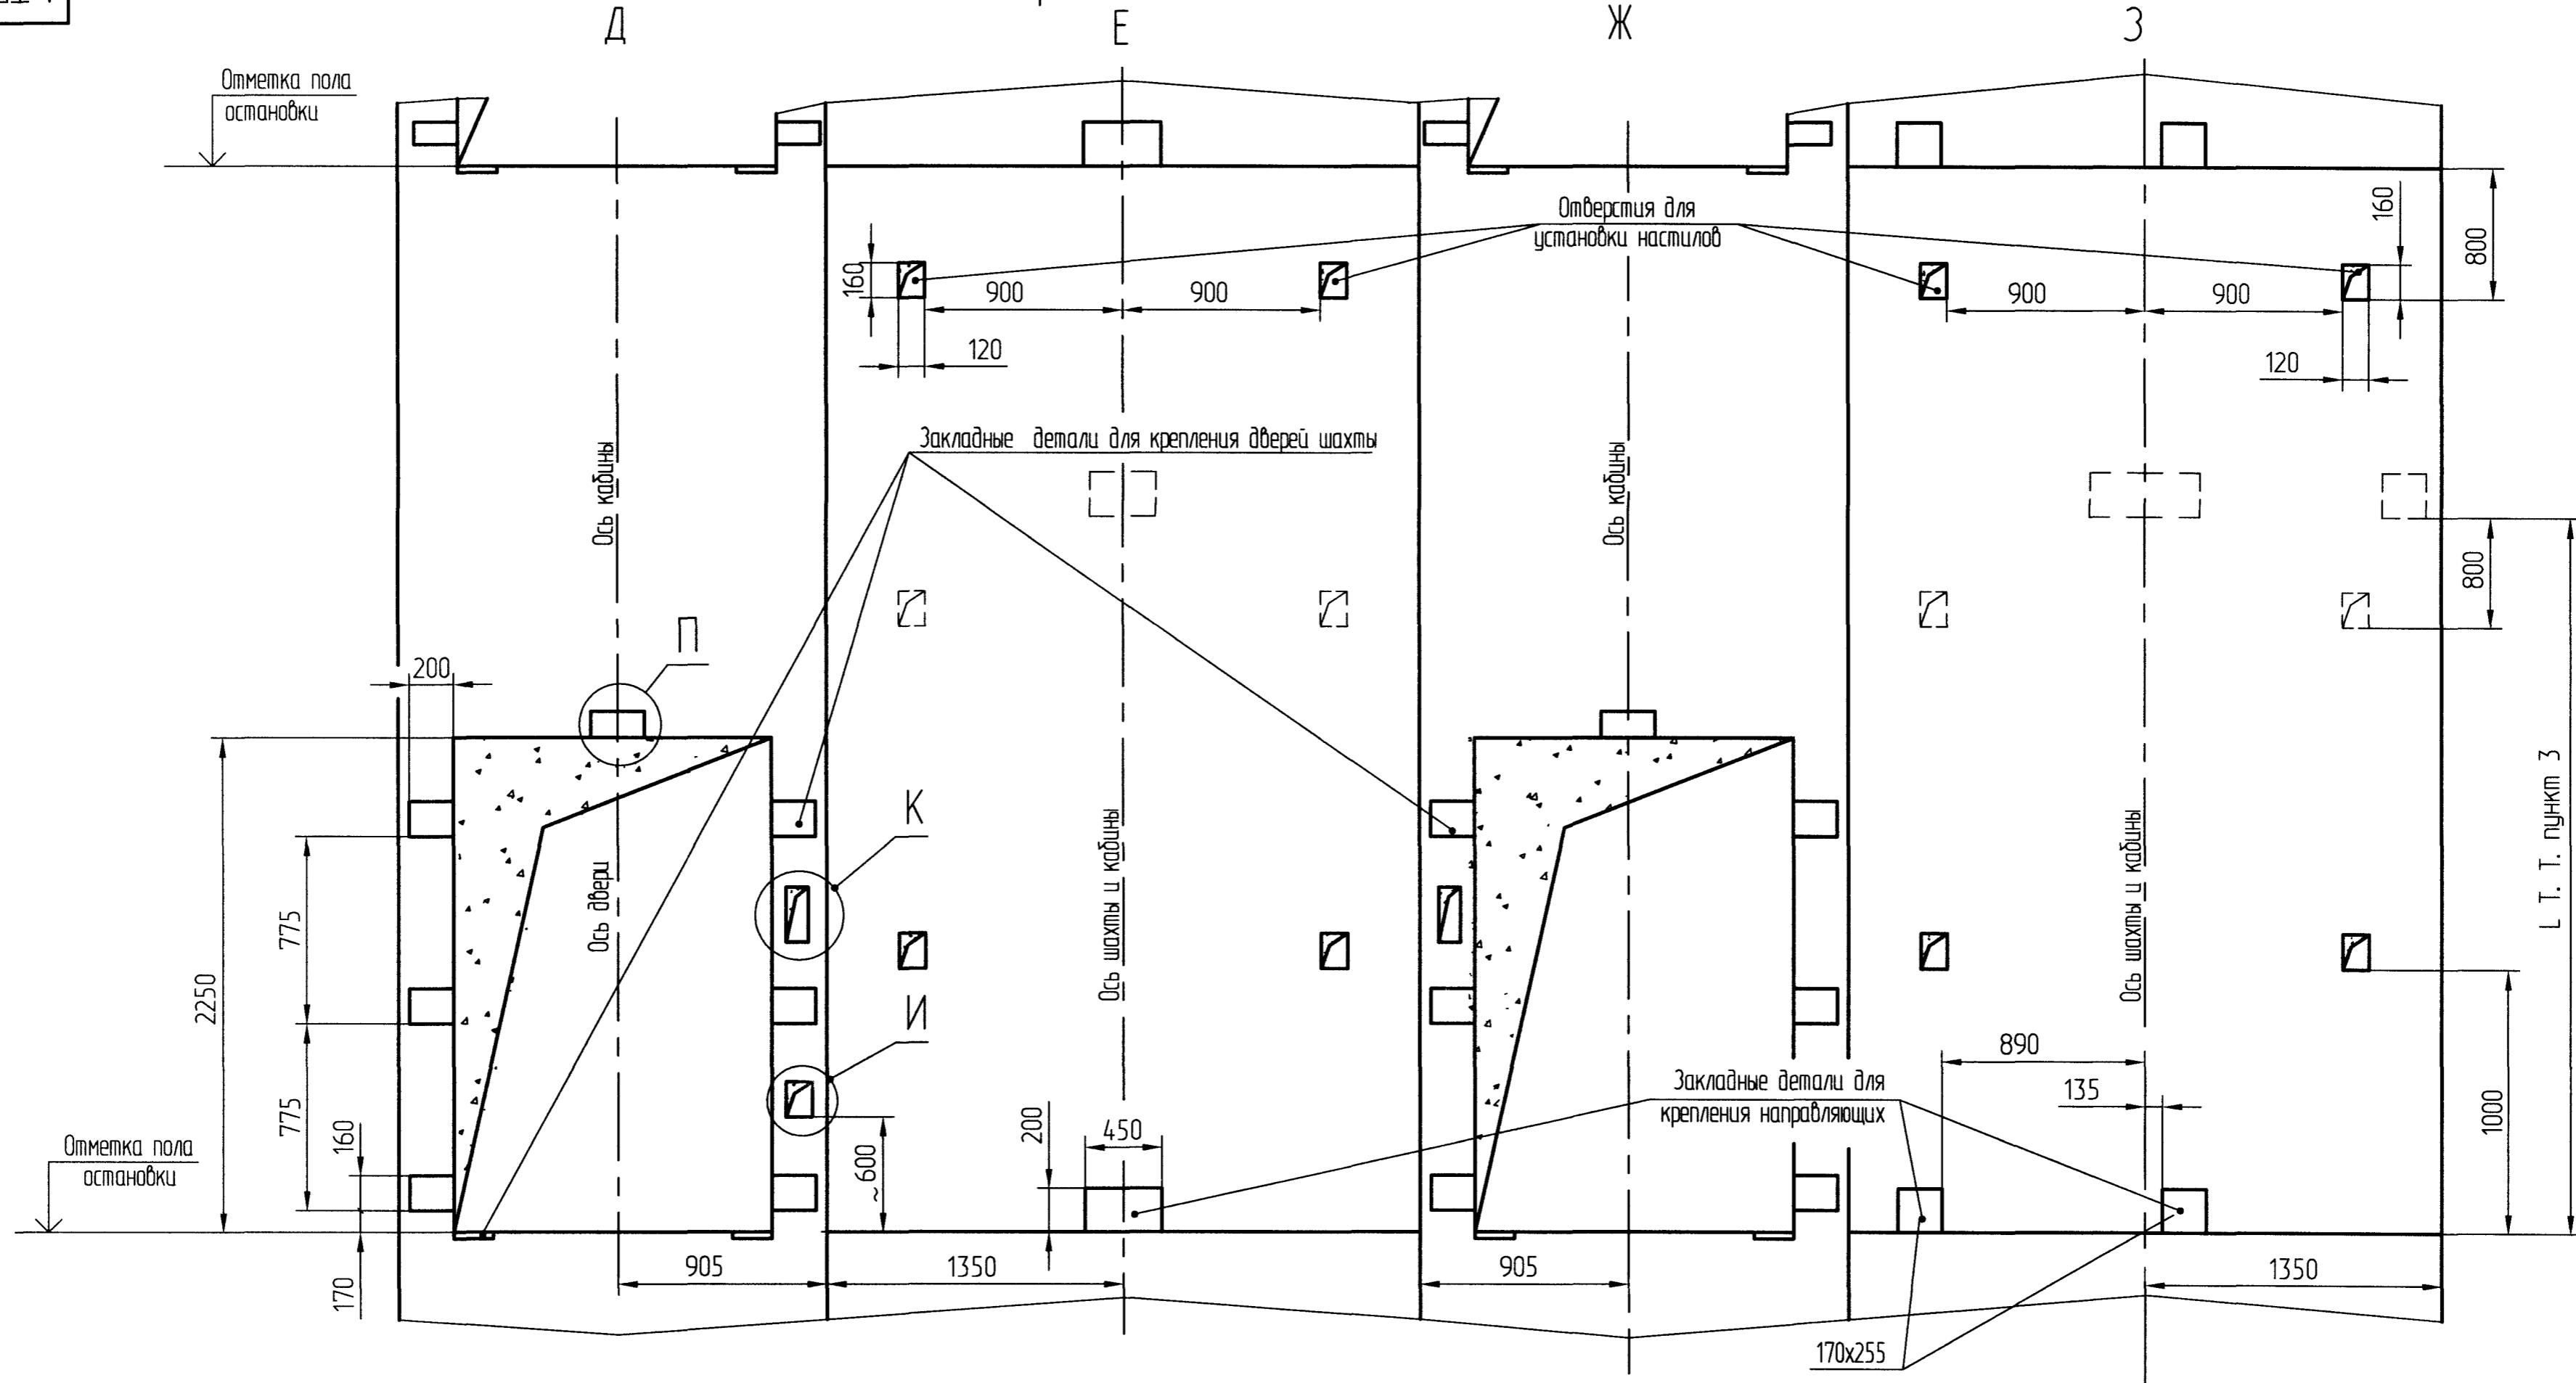 Д
Е
Ж
З
Отметка пола
остановки
Отверстия для
установки настилов
160
800
160
900
900
900
900
120
120
Закладные детали для крепления дверей шахты
Ось кабины
Ось кабины
800
П
200
L Т. Т. пункт 3
К
Ось двери
Ось шахты и кабины
Ось шахты и кабины
775
2250
И
890
Закладные детали для
крепления направляющих
135
1000
775
160
200
450
~600
Отметка пола
остановки
170
905
1350
905
1350
170х255